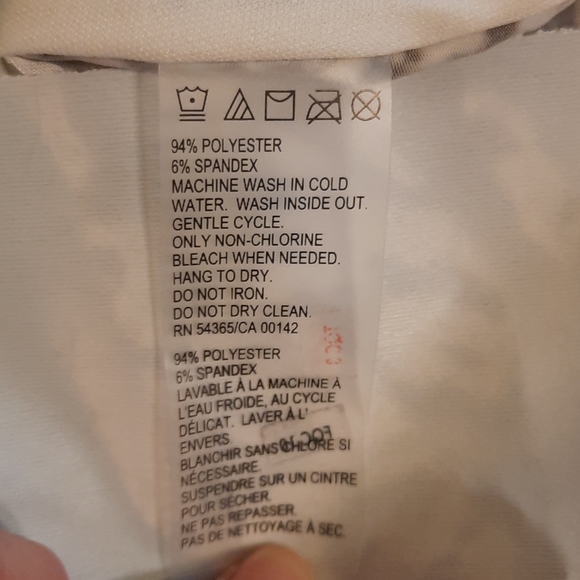 94% POLYESTER
6% SPANDEX
MACHINE WASH IN COLD
WATER. WASH INSIDE OUT.
GENTLE CYCLE.
ONLY NON-CHLORINE
BLEACH WHEN NEEDED.
HANG TO DRY.
DO NOT IRON.
DO NOT DRY CLEAN.
RN 54365/CA 00142
94% POLYESTER
6% SPANDEX
LAVABLE À LA MACHINE À
L'EAU FROIDE, AU CYCLE
DÉLICAT. LAVER À L'
ENVERS
BLANCHIR SANS CHLORE SI
NÉCESSAIRE.
SUSPENDRE SUR UN CINTRE
POUR SÉCHER.
NE PAS REPASSER.
PAS DE NETTOYAGE À SEC.